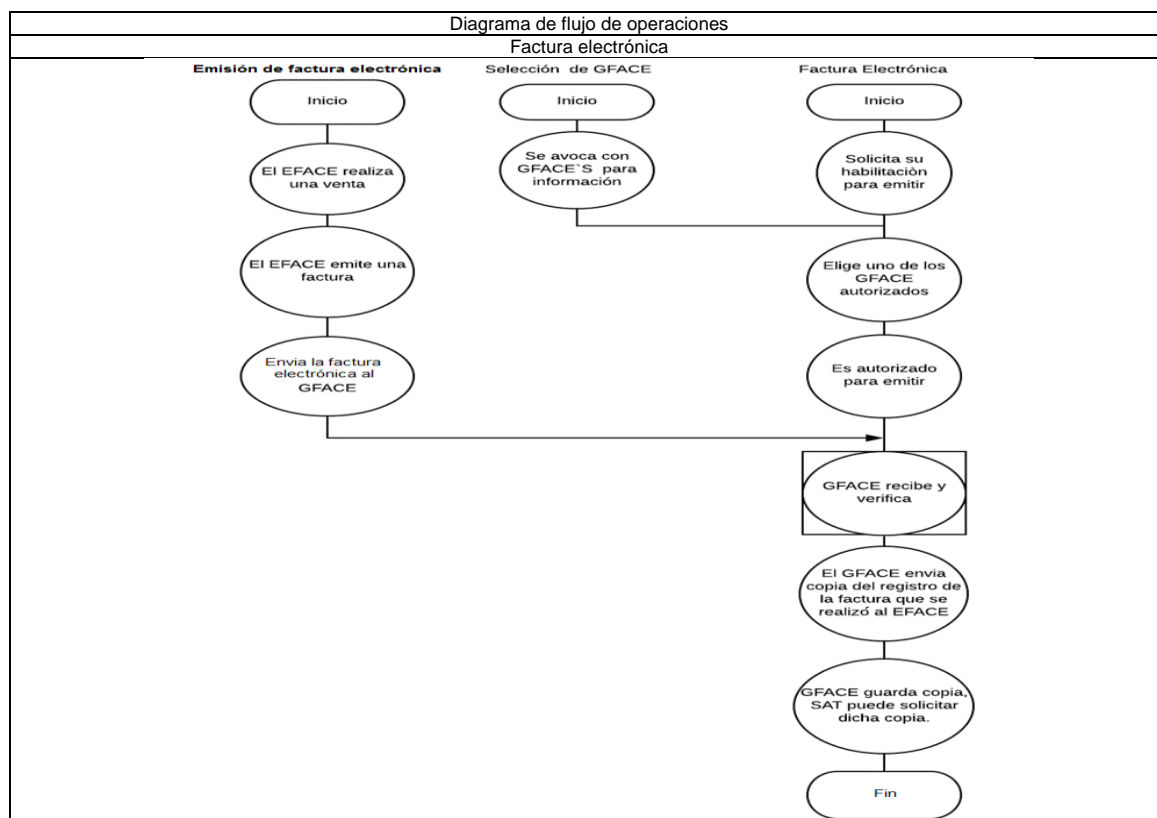 Diagrama de flujo de operaciones
Factura electrónica
Emisión de factura electrónica
Inicio
El EFACE realiza
una venta
El EFACE emite una
factura
Envia la factura
electrónica al
GFACE
Selección de GFACE
Inicio
Se avoca con
GFACE`S para
información
Factura Electrónica
Inicio
Solicita su
habilitaciòn
para emitir
Elige uno de los
GFACE
autorizados
Es autorizado
para emitir
GFACE recibe y
verifica
El GFACE envia
copia del registro de
la factura que se
realizó al EFACE
GFACE guarda copia,
SAT puede solicitar
dicha copia.
Fin